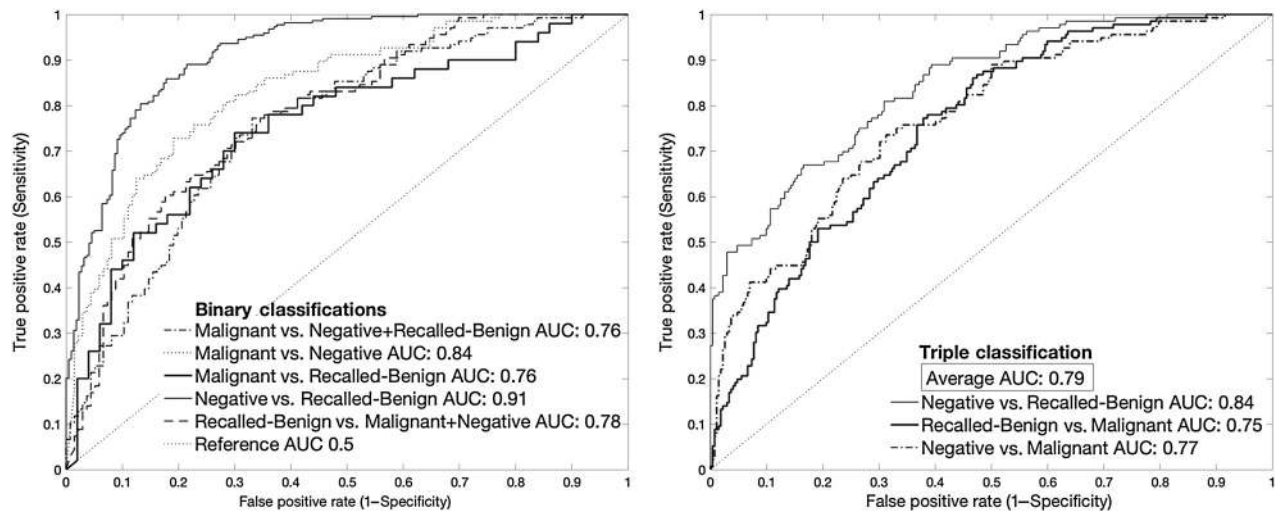 True positive rate (Sensitivity)
1
0.9
0.8
0.7
0.6
0.5
0.4
0.3
0.2
0.1
0
Binary classifications
Malignant vs. Negative+Recalled-Benign AUC: 0.76
Malignant vs. Negative AUC: 0.84
Malignant vs. Recalled-Benign AUC: 0.76
Negative vs. Recalled-Benign AUC: 0.91
Recalled-Benign vs. Malignant+Negative AUC: 0.78
Reference AUC 0.5
0 0.1 0.2 0.3 0.4 0.5 0.6 0.7 0.8 0.9 1
False positive rate (1–Specificity)
True positive rate (Sensitivity)
1
0.9
0.8
0.7
0.6
0.5
0.4
0.3
0.2
0.1
0
Triple classification
Average AUC: 0.79
Negative vs. Recalled-Benign AUC: 0.84
Recalled-Benign vs. Malignant AUC: 0.75
Negative vs. Malignant AUC: 0.77
0 0.1 0.2 0.3 0.4 0.5 0.6 0.7 0.8 0.9 1
False positive rate (1–Specificity)